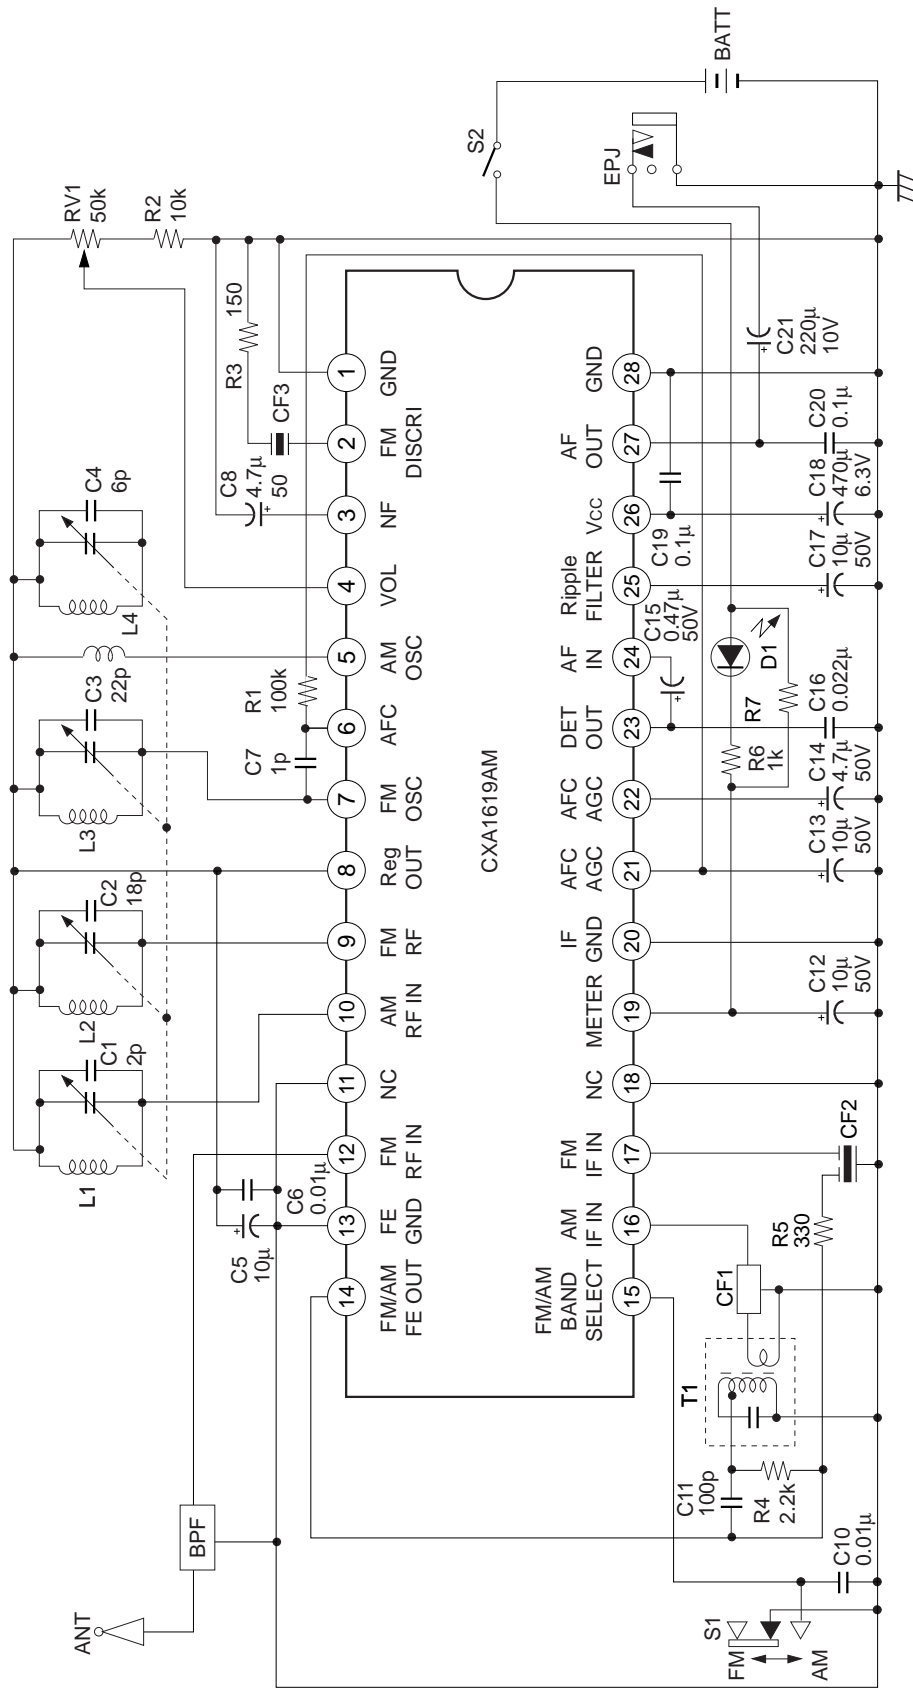 ANT
BPF
L1
C1
2p
L2
C2
18p
L3
C3
22p
L4
C4
6p
RV1
50k
R2
10k
C5
10μ
C6
0.01μ
C7
1p
R1
100k
C8
4.7μ
50
R3
150
CF3
14
13
12
11
10
9
8
7
6
5
4
3
2
1
FM/AM
FE OUT
FE
GND
FM
RF IN
NC
AM
RF IN
FM
RF
Reg
OUT
FM
OSC
AFC
AM
OSC
VOL
NF
FM
DISCRI
GND
CXA1619AM
FM/AM
BAND
SELECT
AM
IF IN
FM
IF IN
NC
METER
IF
GND
AFC
AGC
AFC
AGC
DET
OUT
AF
IN
Ripple
FILTER
Vcc
AF
OUT
GND
15
16
17
18
19
20
21
22
23
24
25
26
27
28
S1
FM
AM
C10
0.01μ
C11
100p
R4
2.2k
T1
CF1
R5
330
CF2
C12
10μ
50V
C13
10μ
50V
C14
4.7μ
50V
R6
1k
R7
D1
C16
0.022μ
C15
0.47μ
50V
C17
10μ
50V
C19
0.1μ
C18
470μ
6.3V
C20
0.1μ
C21
220μ
10V
S2
EPJ
BATT